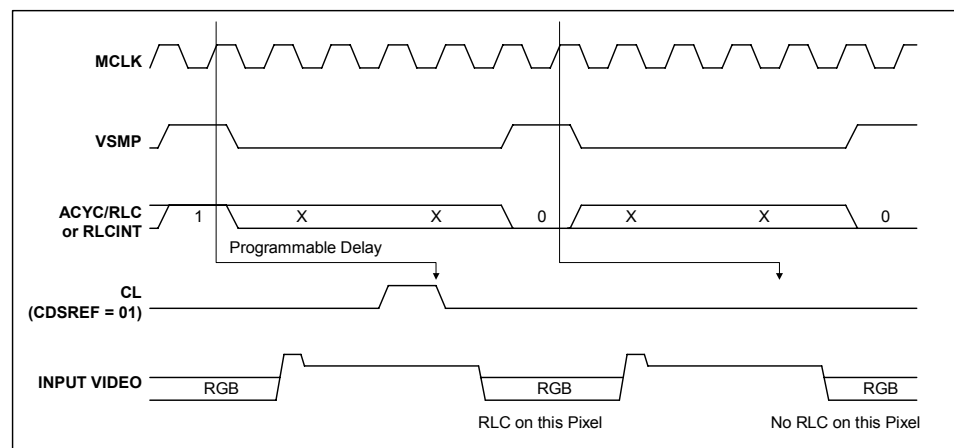 MCLK
VSMP
ACYC/RLC
or RLCINT
1 X X 0 X X 0
Programmable Delay
CL
(CDSREF = 01)
INPUT VIDEO
RGB RGB RGB
RLC on this Pixel No RLC on this Pixel